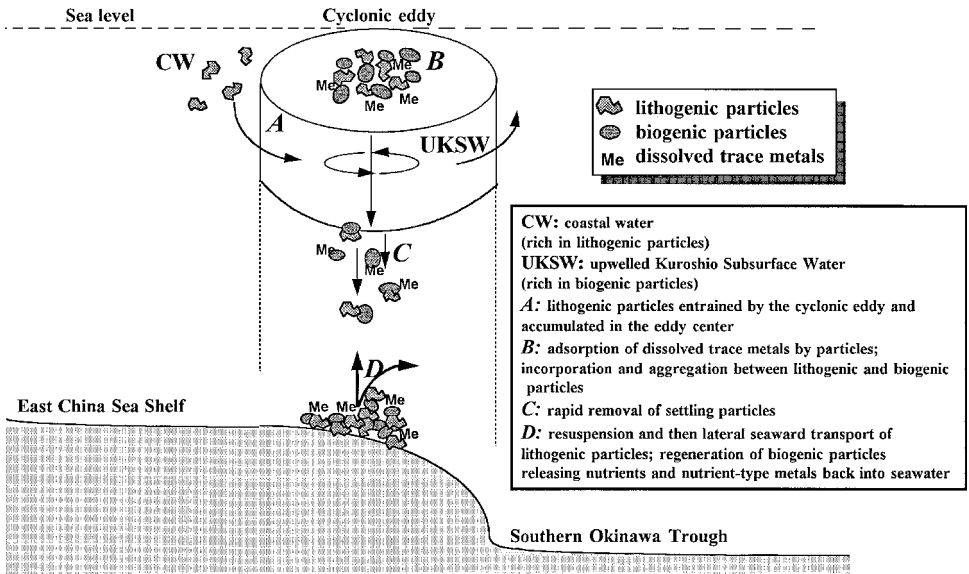 Sea level
Cyclonic eddy
CW
B
Me
Me
Me
Me
A
UKSW
lithogenic particles
biogenic particles
Me dissolved trace metals
Me
C
Me
Me
CW: coastal water
(rich in lithogenic particles)
UKSW: upwelled Kuroshio Subsurface Water
(rich in biogenic particles)
A: lithogenic particles entrained by the cyclonic eddy and
accumulated in the eddy center
B: adsorption of dissolved trace metals by particles;
incorporation and aggregation between lithogenic and biogenic
particles
C: rapid removal of settling particles
D: resuspension and then lateral seaward transport of
lithogenic particles; regeneration of biogenic particles
releasing nutrients and nutrient-type metals back into seawater
D
East China Sea Shelf
Me
Me
Me
Me
Southern Okinawa Trough